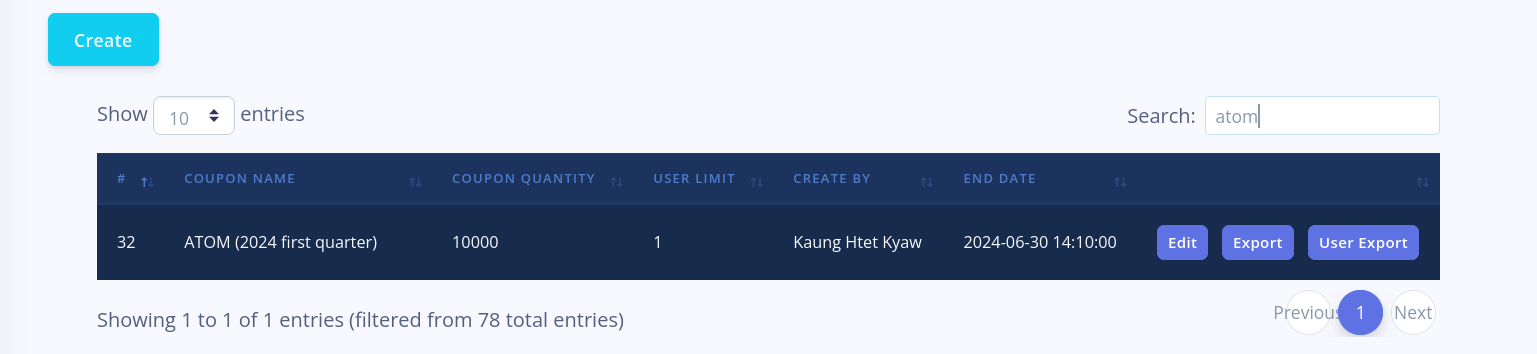 Create
Show 10 entries
Search: atom
# COUPON NAME COUPON QUANTITY USER LIMIT CREATE BY END DATE
32 ATOM (2024 first quarter) 10000 1 Kaung Htet Kyaw 2024-06-30 14:10:00 Edit Export User Export
Showing 1 to 1 of 1 entries (filtered from 78 total entries)
Previous 1 Next